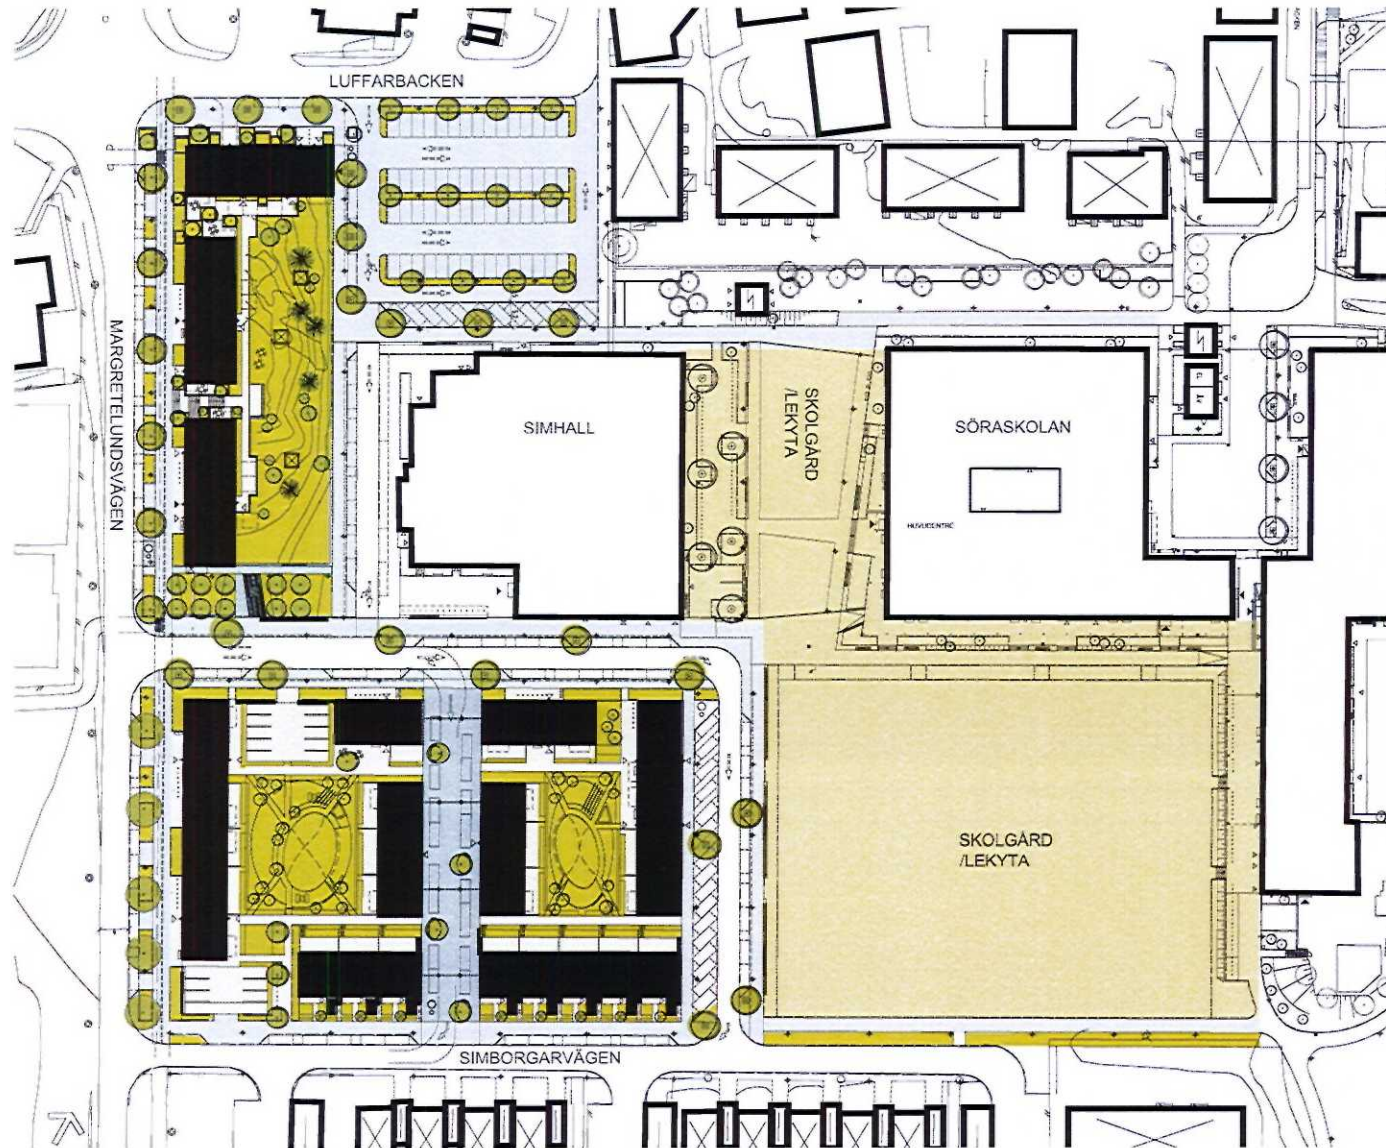 LUFFARBACKEN
MARGRETELUNDSVÄGEN
SIMHALL
SKOLGÅRD
/LEKYTA
SÖRASKOLAN
HUVUDENTRÉ
SKOLGÅRD
/LEKYTA
SIMBORGARVÄGEN